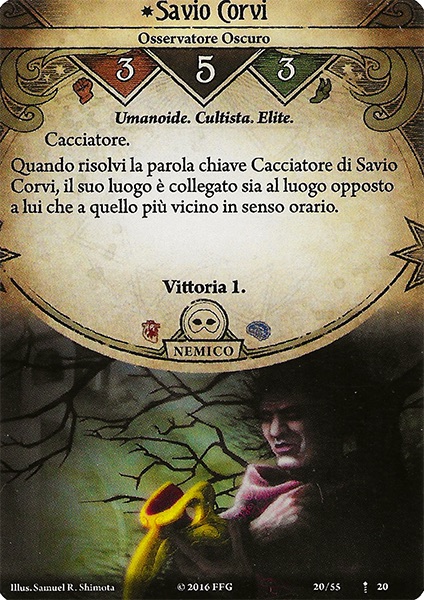 Savio Corvi
Osservatore Oscuro
3 5 3
Umanoide. Cultista. Elite.
Cacciatore.
Quando risolvi la parola chiave Cacciatore di Savio
Corvi, il suo luogo è collegato sia al luogo opposto
a lui che a quello più vicino in senso orario.
Vittoria 1.
NEMICO
Illus. Samuel R. Shimota © 2016 FFG 20/55 20